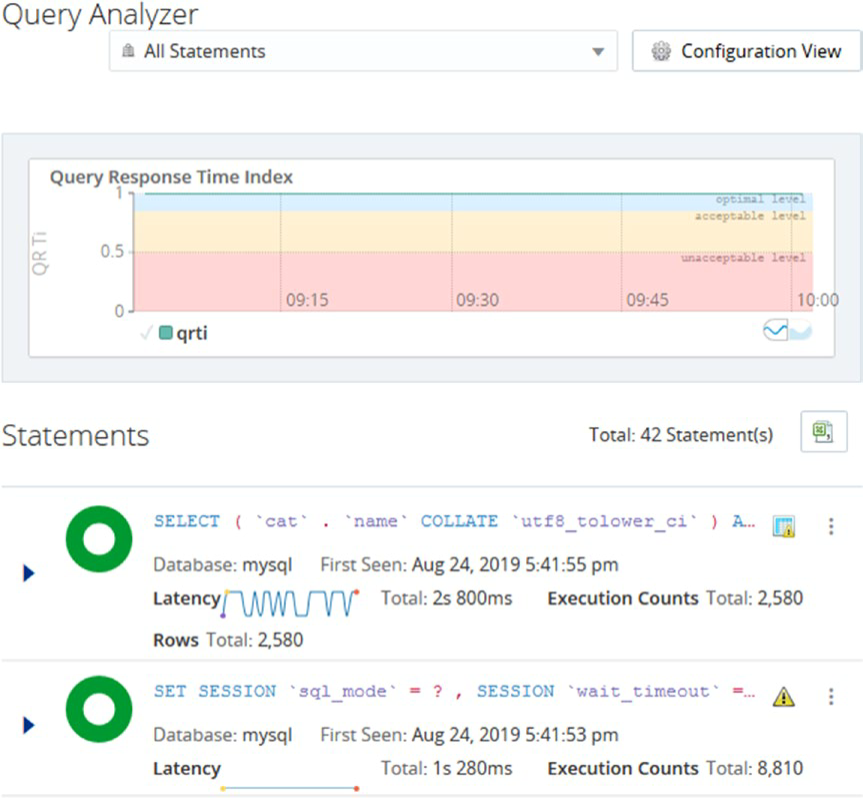 Query Analyzer
All Statements
Configuration View
Query Response Time Index
QR Ti
1
0.5
0
optimal level
acceptable level
unacceptable level
09:15 09:30 09:45 10:00
qrti
Statements Total: 42 Statement(s)
SELECT ( `cat` . `name` COLLATE `utf8_tolower_ci` ) A…
Database: mysql First Seen: Aug 24, 2019 5:41:55 pm
Latency Total: 2s 800ms Execution Counts Total: 2,580
Rows Total: 2,580
SET SESSION `sql_mode` = ? , SESSION `wait_timeout` =…
Database: mysql First Seen: Aug 24, 2019 5:41:53 pm
Latency Total: 1s 280ms Execution Counts Total: 8,810